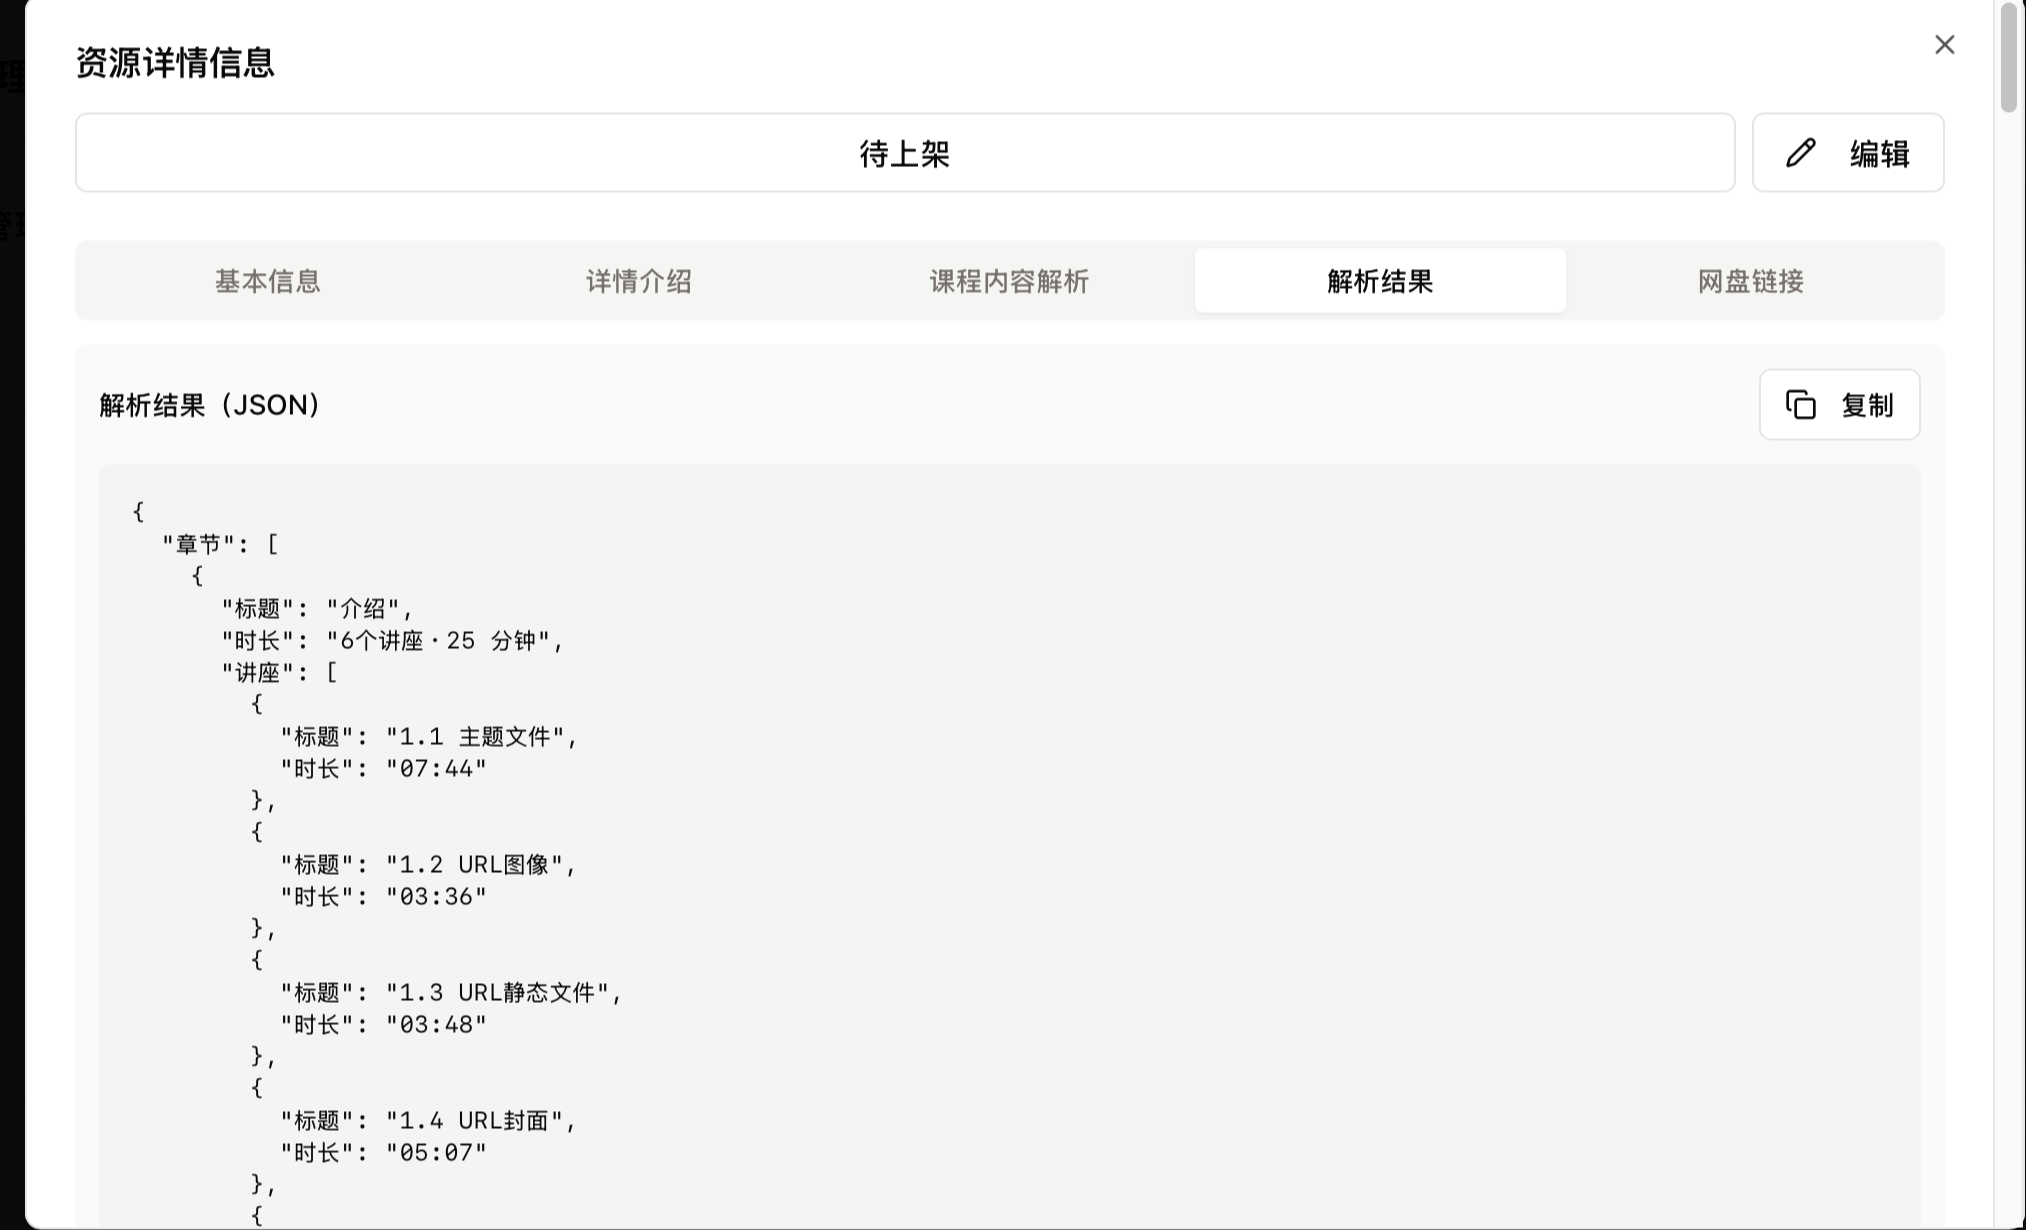 资源详情信息
待上架
编辑
基本信息
详情介绍
课程内容解析
解析结果
网盘链接
解析结果（JSON）
复制
{
"章节": [
{
"标题": "介绍",
"时长": "6个讲座 · 25 分钟",
"讲座": [
{
"标题": "1.1 主题文件",
"时长": "07:44"
},
{
"标题": "1.2 URL图像",
"时长": "03:36"
},
{
"标题": "1.3 URL静态文件",
"时长": "03:48"
},
{
"标题": "1.4 URL封面",
"时长": "05:07"
},
{